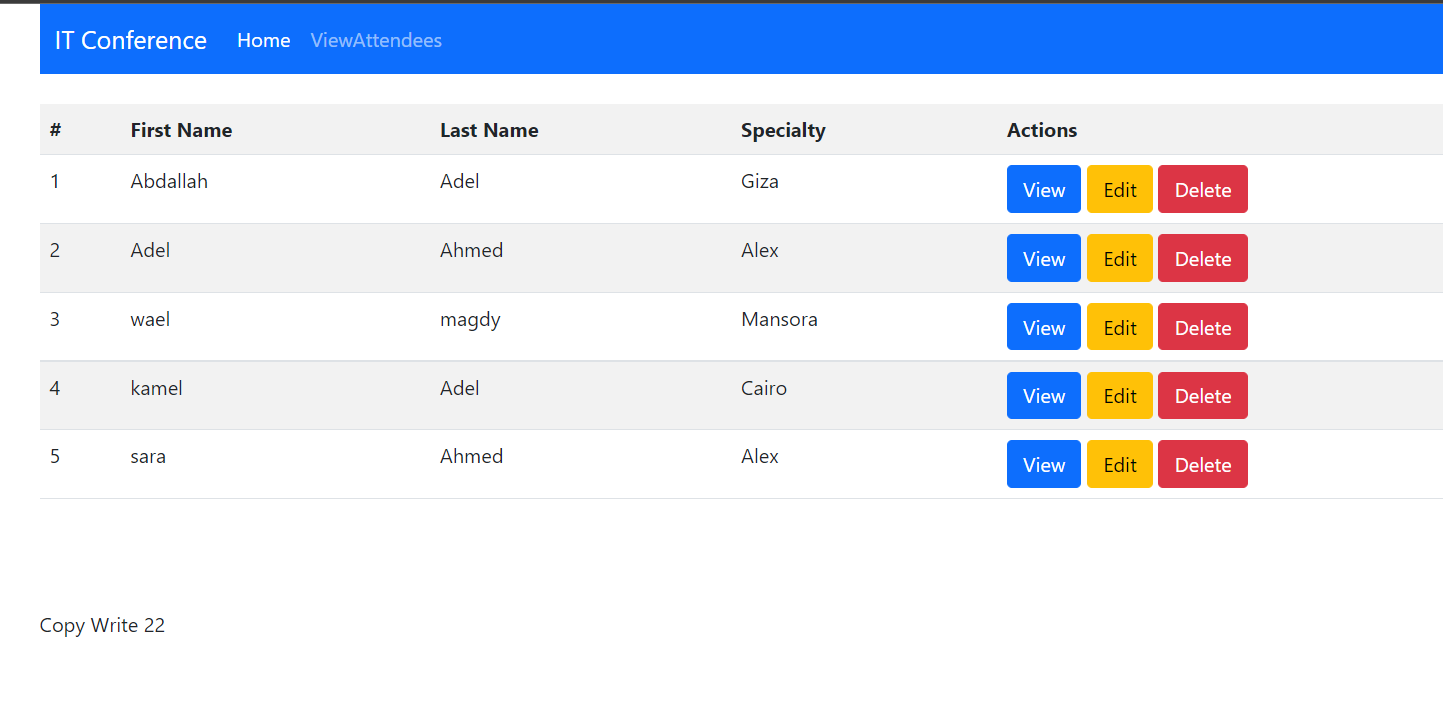 IT Conference Home ViewAttendees
# First Name Last Name Specialty Actions
1 Abdallah Adel Giza View Edit Delete
2 Adel Ahmed Alex View Edit Delete
3 wael magdy Mansora View Edit Delete
4 kamel Adel Cairo View Edit Delete
5 sara Ahmed Alex View Edit Delete
Copy Write 22